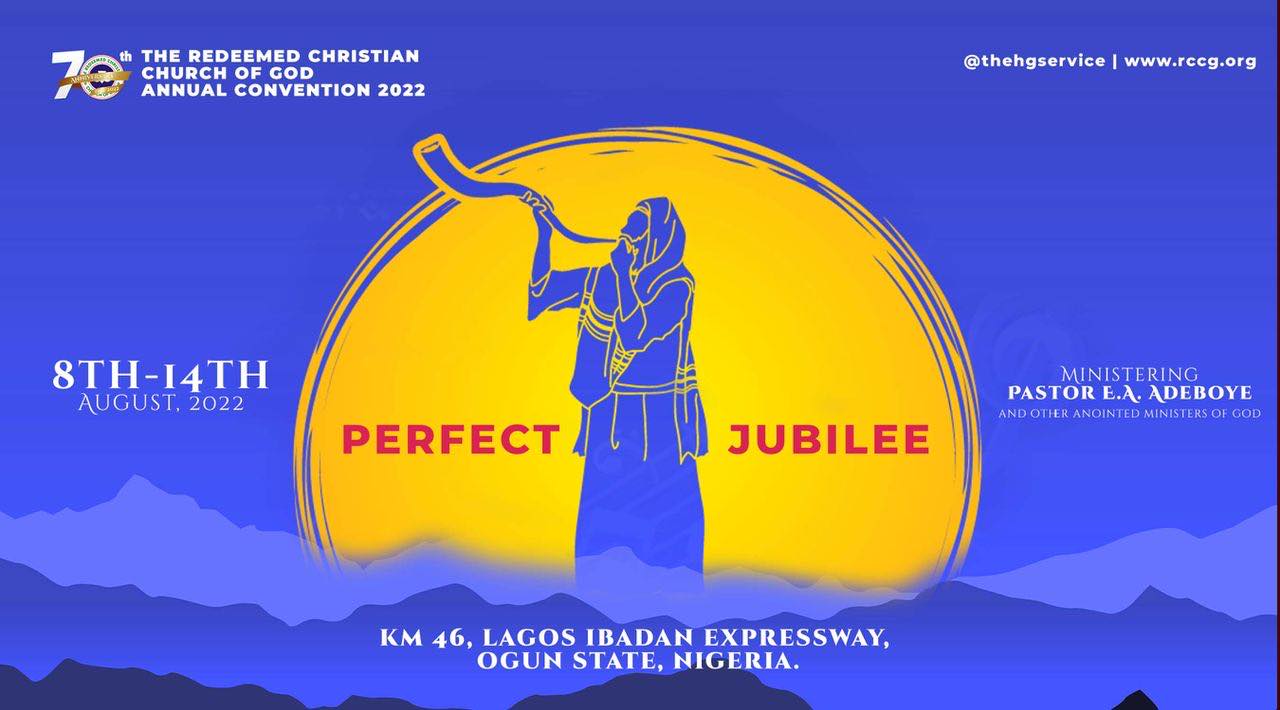 70th
ANNIVERSARY
THE REDEEMED CHRISTIAN
CHURCH OF GOD
ANNUAL CONVENTION 2022
@thehgservice | www.rccg.org
8TH-14TH
AUGUST, 2022
PERFECT JUBILEE
MINISTERING
PASTOR E.A. ADEBOYE
AND OTHER ANOINTED MINISTERS OF GOD
KM 46, LAGOS IBADAN EXPRESSWAY,
OGUN STATE, NIGERIA.